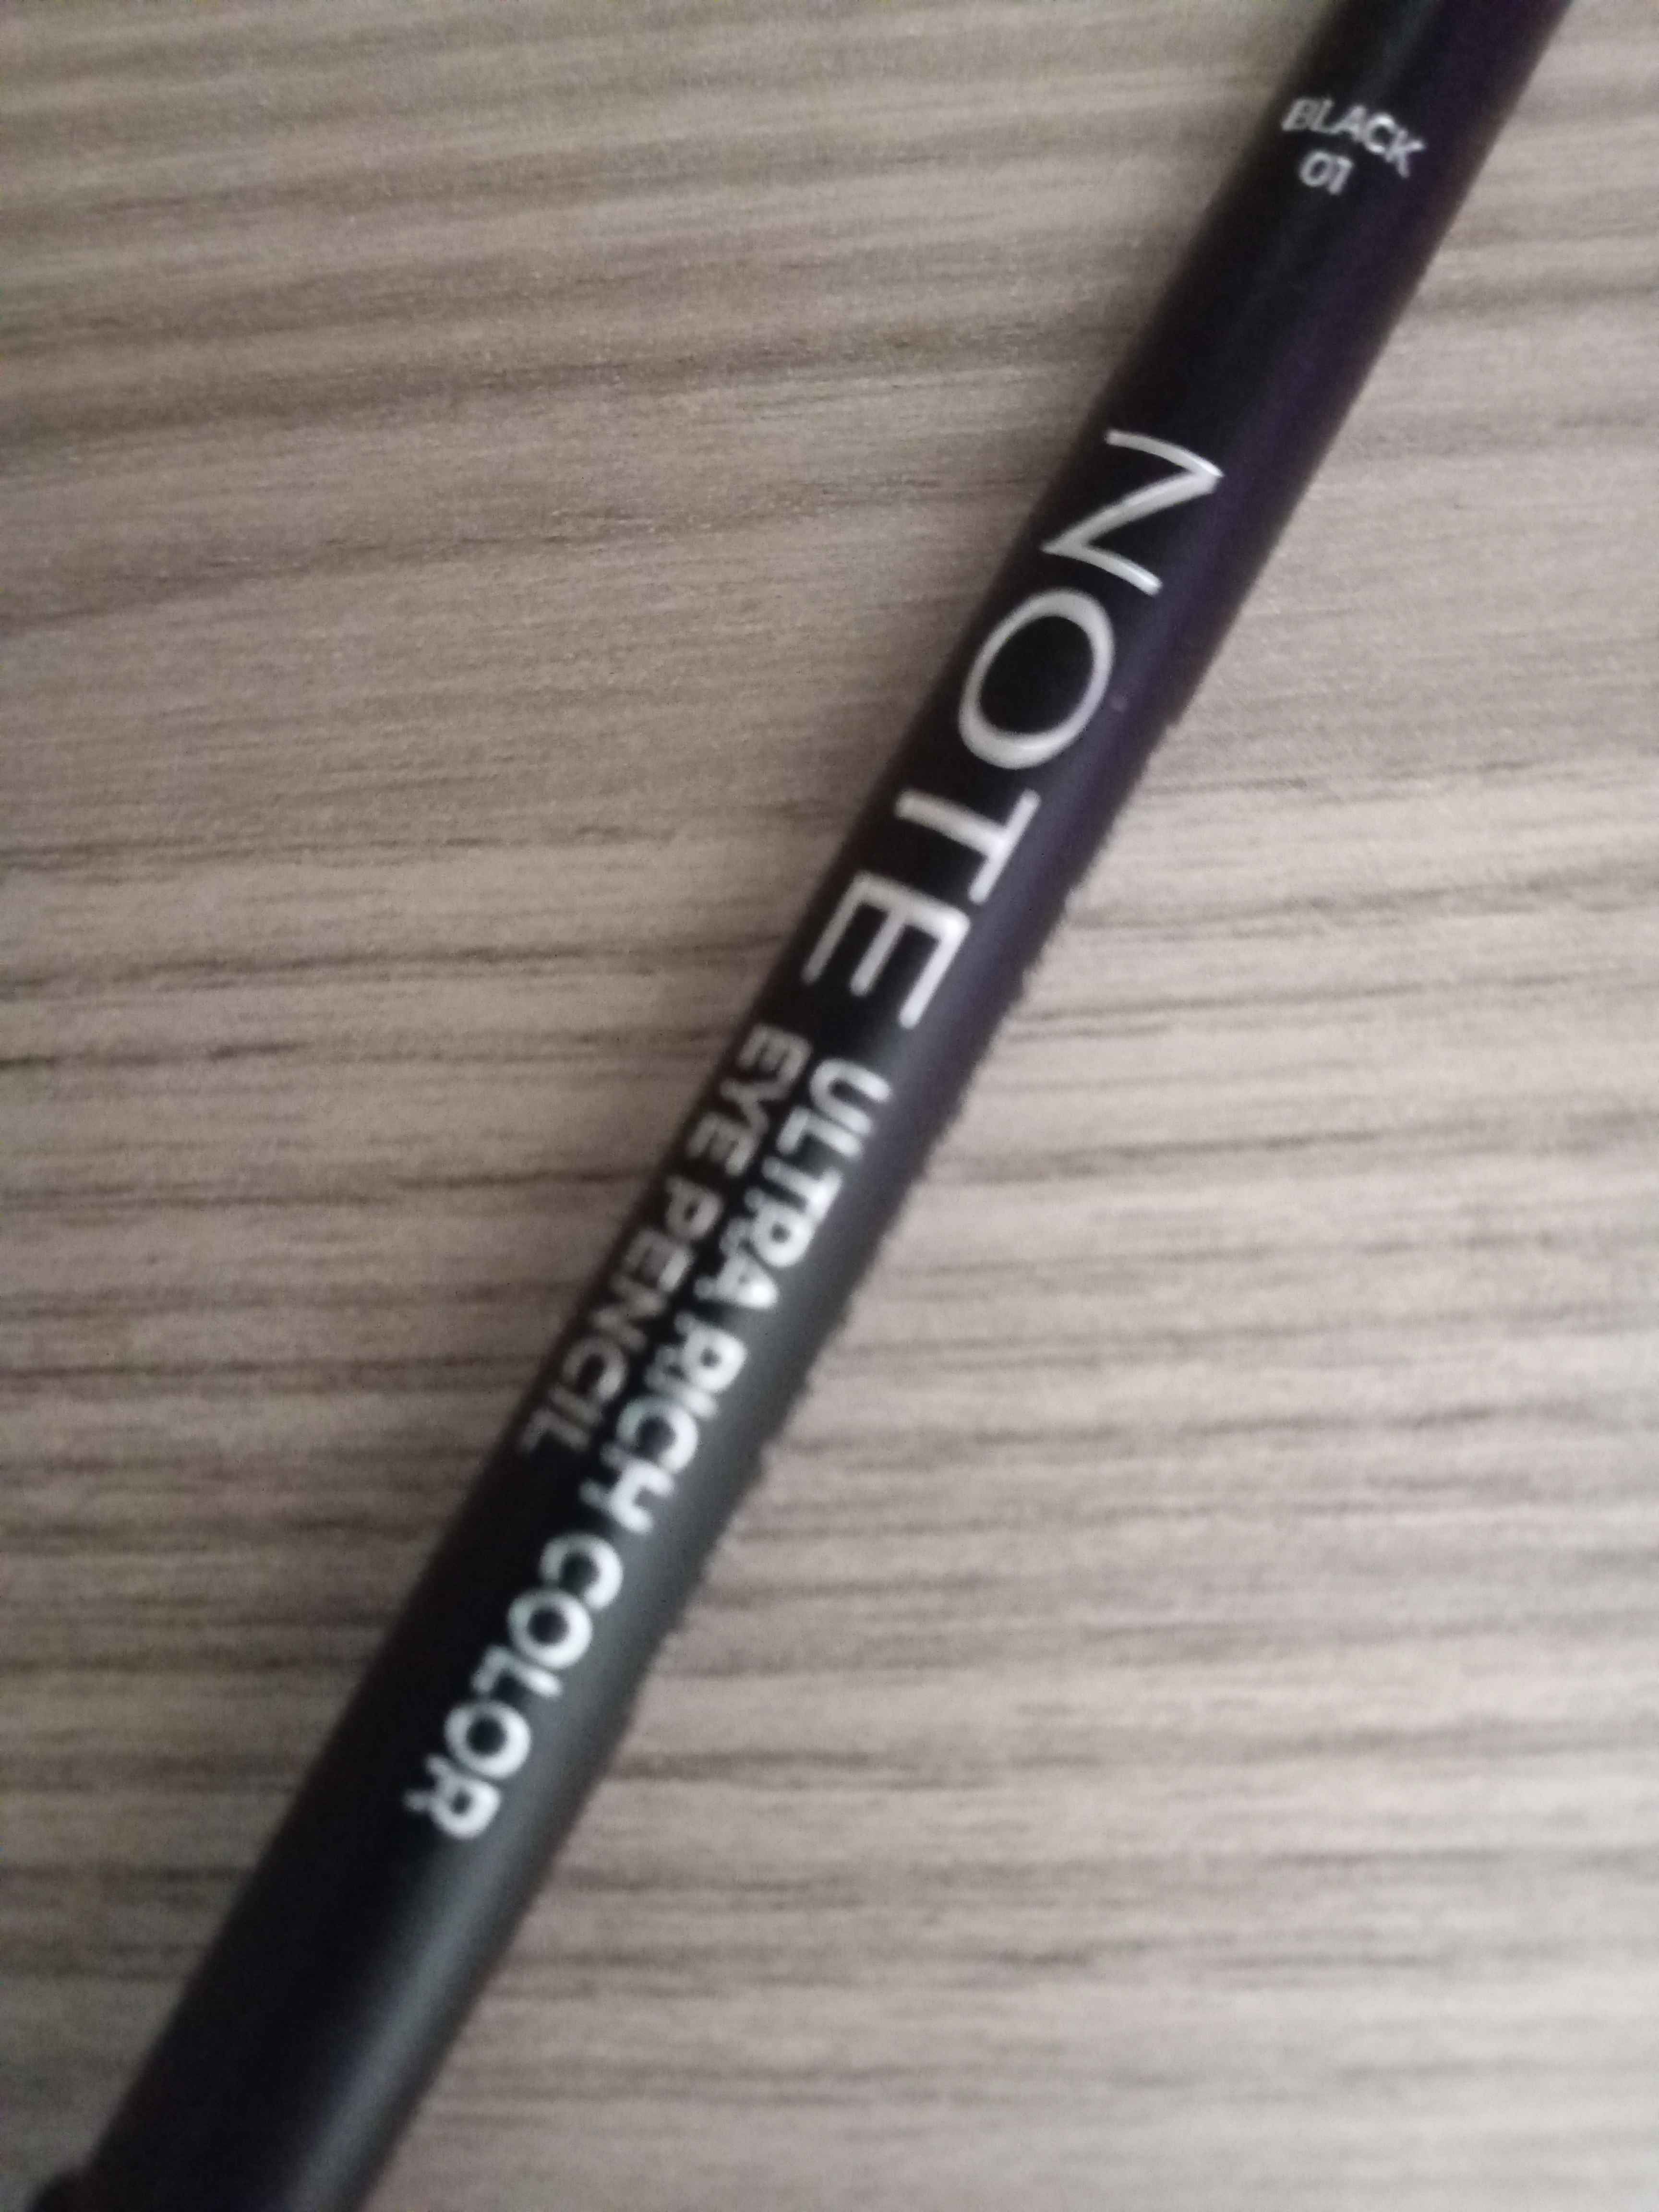 BLACK
01
NOTE
ULTRA RICH COLOR
EYE PENCIL